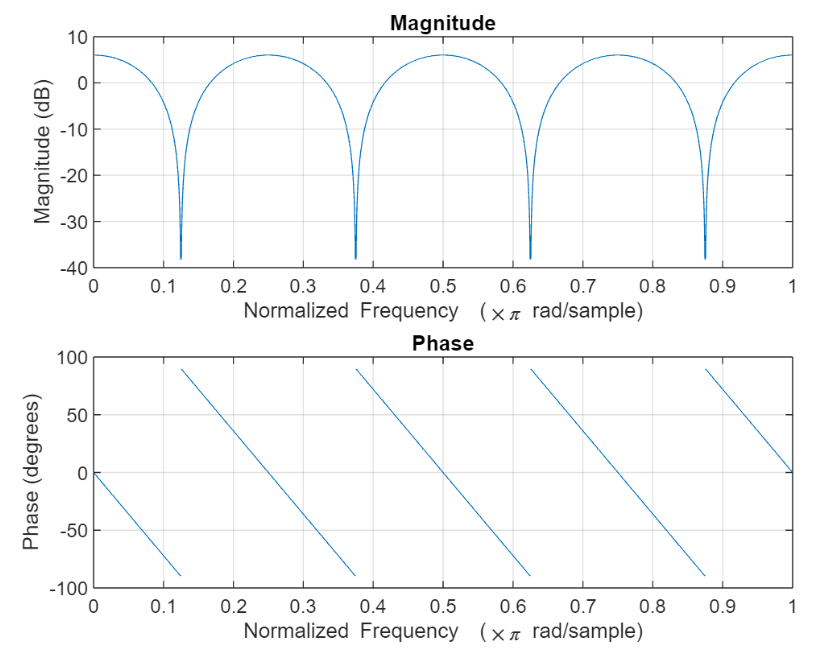 Magnitude
10
0
-10
-20
-30
-40
Magnitude (dB)
0 0.1 0.2 0.3 0.4 0.5 0.6 0.7 0.8 0.9 1
Normalized Frequency (×π rad/sample)
Phase
100
50
0
-50
-100
Phase (degrees)
0 0.1 0.2 0.3 0.4 0.5 0.6 0.7 0.8 0.9 1
Normalized Frequency (×π rad/sample)